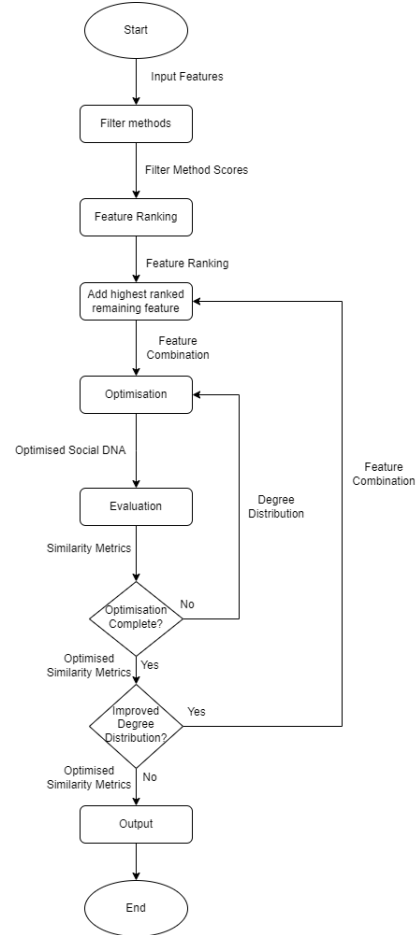 Start
Input Features
Filter methods
Filter Method Scores
Feature Ranking
Feature Ranking
Add highest ranked
remaining feature
Feature
Combination
Optimisation
Optimised Social DNA
Feature
Combination
Evaluation
Degree
Distribution
Similarity Metrics
No
Optimisation
Complete?
Optimised
Similarity Metrics
Yes
Improved
Degree
Distribution?
Yes
Optimised
Similarity Metrics
No
Output
End